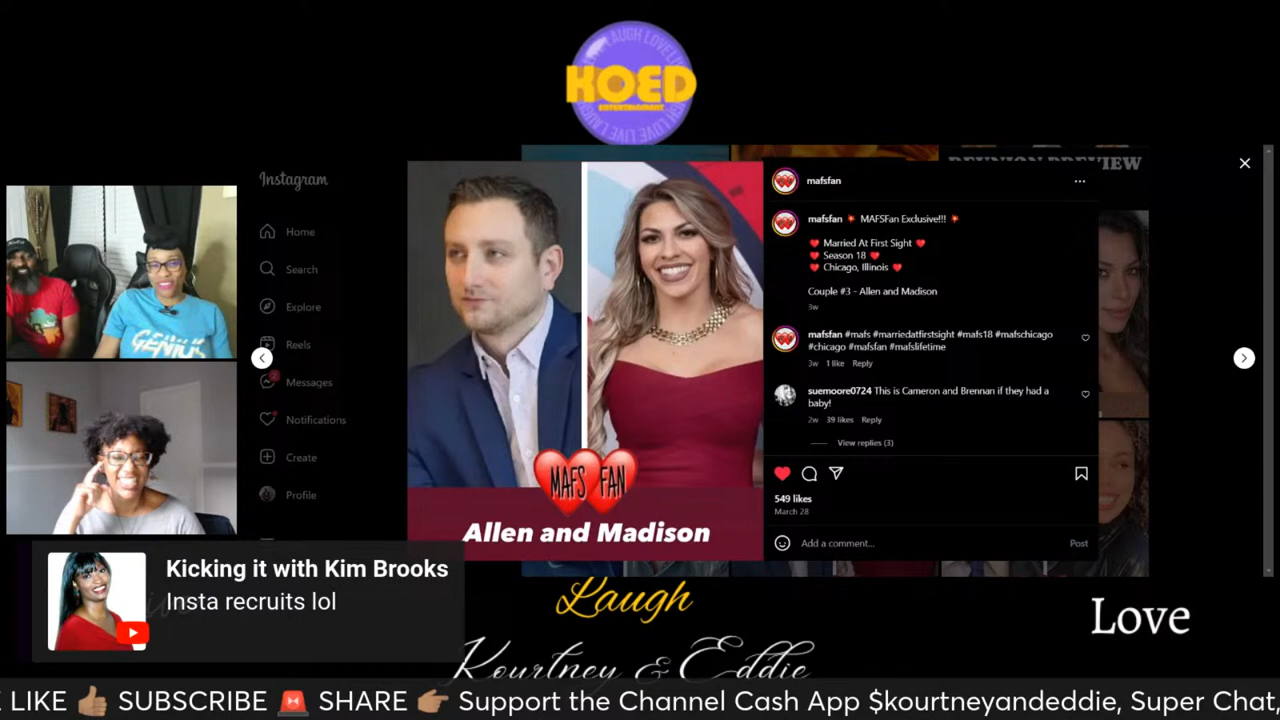 KOED
ENTERTAINMENT
REUNION PREVIEW
Instagram
Home
Search
Explore
Reels
Messages
Notifications
Create
Profile
MAFS FAN
Allen and Madison
mafsfan
mafsfan 💥 MAFSFan Exclusive!!! 💥
❤️ Married At First Sight ❤️
❤️ Season 18 ❤️
❤️ Chicago, Illinois ❤️
Couple #3 - Allen and Madison
3w
mafsfan #mafs #marriedatfirstsight #mafs18 #mafschicago
#chicago #mafsfan #mafslifetime
3w 1 like Reply
suemoore0724 This is Cameron and Brennan if they had a
baby!
2w 39 likes Reply
View replies (3)
549 likes
March 28
Add a comment... Post
GENIUS
Kicking it with Kim Brooks
Insta recruits lol
Laugh
Love
Kourtney & Eddie
LIKE 👍🏽 SUBSCRIBE 🚨 SHARE 👉🏽 Support the Channel Cash App $kourtneyandeddie, Super Chat,